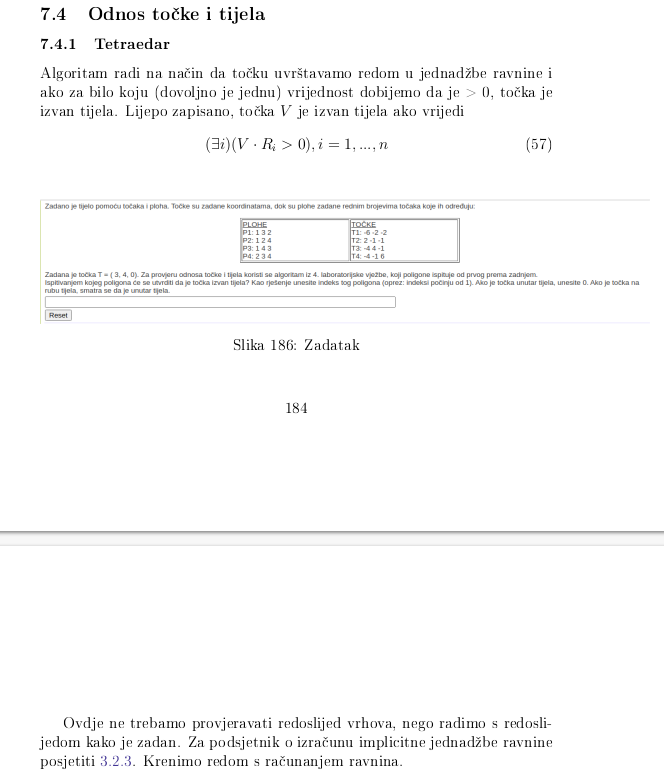 7.4 Odnos točke i tijela
7.4.1 Tetraedar
Algoritam radi na način da točku uvrštavamo redom u jednadžbe ravnine i
ako za bilo koju (dovoljno je jednu) vrijednost dobijemo da je > 0, točka je
izvan tijela. Lijepo zapisano, točka V je izvan tijela ako vrijedi
(∃i)(V · Rᵢ > 0), i = 1, ..., n (57)
Zadano je tijelo pomoću točaka i ploha. Točke su zadane koordinatama, dok su plohe zadane rednim brojevima točaka koje ih određuju:
PLOHE TOČKE
P1: 1 3 2 T1: -6 -2 -2
P2: 1 2 4 T2: 2 -1 -1
P3: 1 4 3 T3: -4 4 -1
P4: 2 3 4 T4: -4 -1 6
Zadana je točka T = ( 3, 4, 0). Za provjeru odnosa točke i tijela koristi se algoritam iz 4. laboratorijske vježbe, koji poligone ispituje od prvog prema zadnjem.
Ispitivanjem kojeg poligona će se utvrditi da je točka izvan tijela? Kao rješenje unesite indeks tog poligona (oprez: indeksi počinju od 1). Ako je točka unutar tijela, unesite 0. Ako je točka na
rubu tijela, smatra se da je unutar tijela.
Reset
Slika 186: Zadatak
184
Ovdje ne trebamo provjeravati redoslijed vrhova, nego radimo s redosli-
jedom kako je zadan. Za podsjetnik o izračunu implicitne jednadžbe ravnine
posjetiti 3.2.3. Krenimo redom s računanjem ravnina.